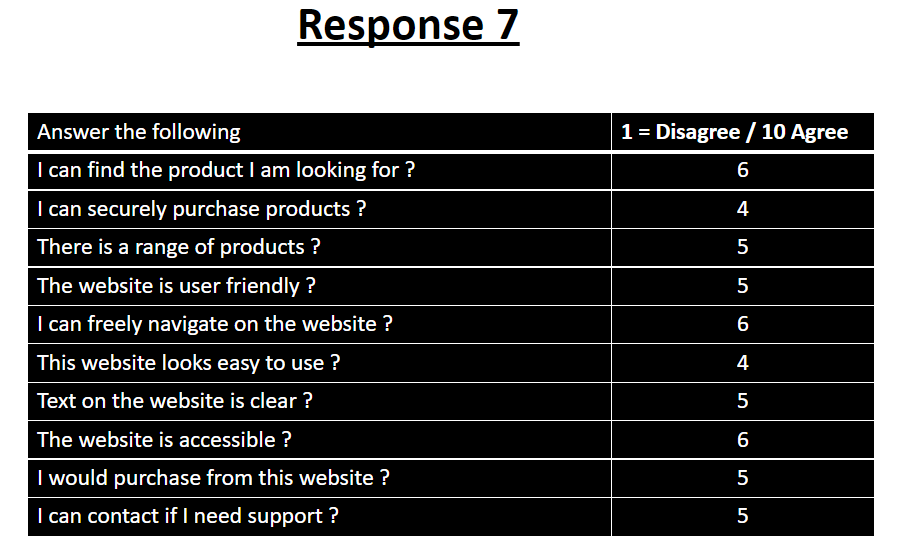 Response 7
Answer the following 1 = Disagree / 10 Agree
I can find the product I am looking for ? 6
I can securely purchase products ? 4
There is a range of products ? 5
The website is user friendly ? 5
I can freely navigate on the website ? 6
This website looks easy to use ? 4
Text on the website is clear ? 5
The website is accessible ? 6
I would purchase from this website ? 5
I can contact if I need support ? 5